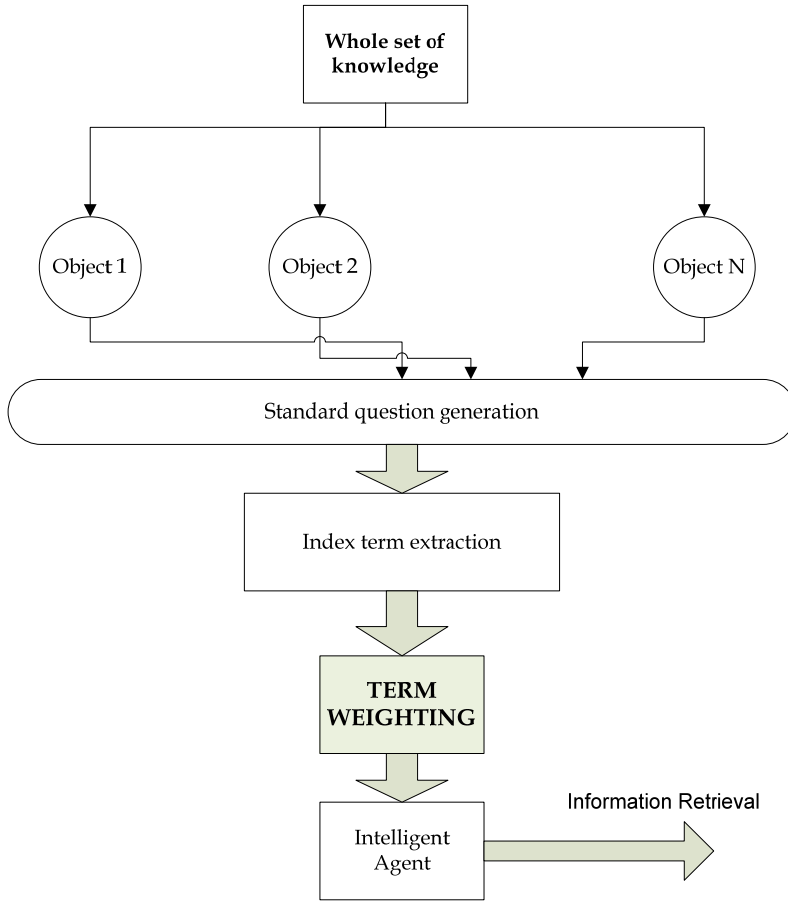 Whole set of
knowledge
Object 1
Object 2
Object N
Standard question generation
Index term extraction
TERM
WEIGHTING
Information Retrieval
Intelligent
Agent